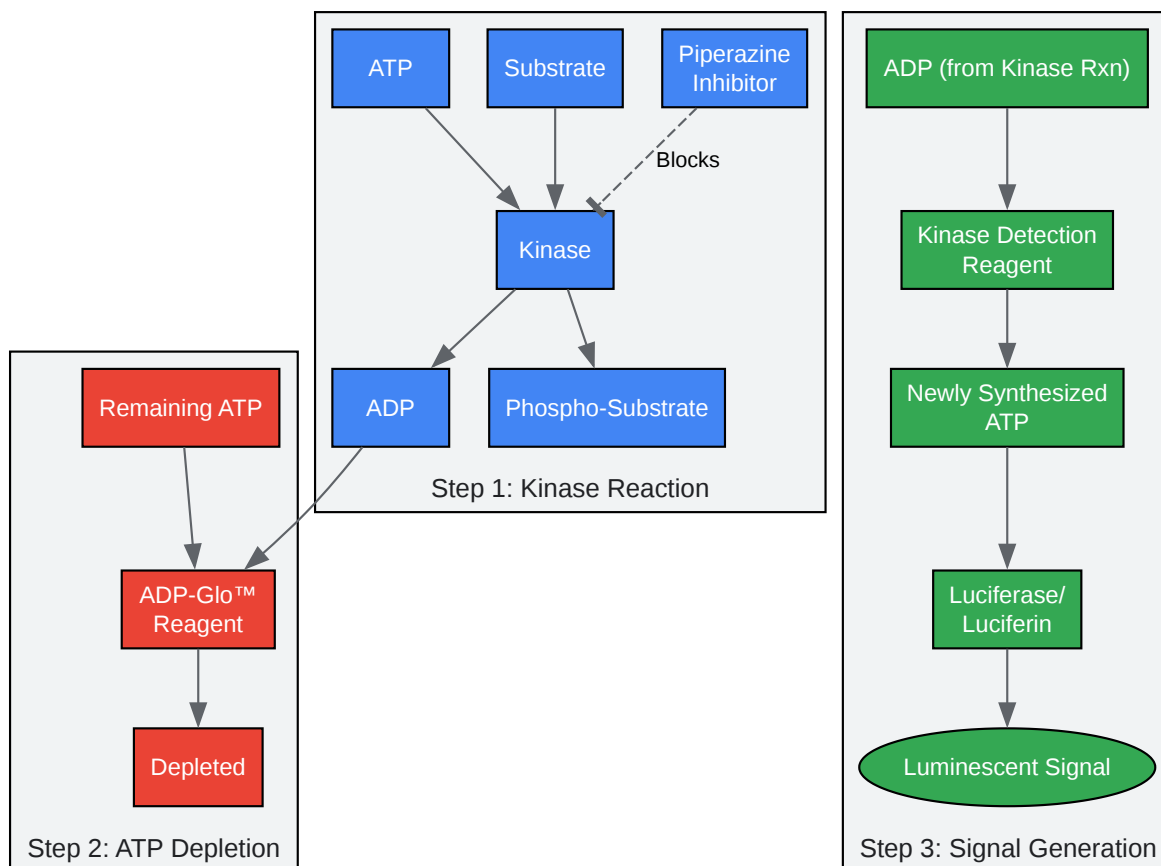 ATP
Substrate
Piperazine
Inhibitor
Blocks
Kinase
ADP
Phospho-Substrate
Step 1: Kinase Reaction
Remaining ATP
ADP-Glo™
Reagent
Depleted
Step 2: ATP Depletion
ADP (from Kinase Rxn)
Kinase Detection
Reagent
Newly Synthesized
ATP
Luciferase/
Luciferin
Luminescent Signal
Step 3: Signal Generation